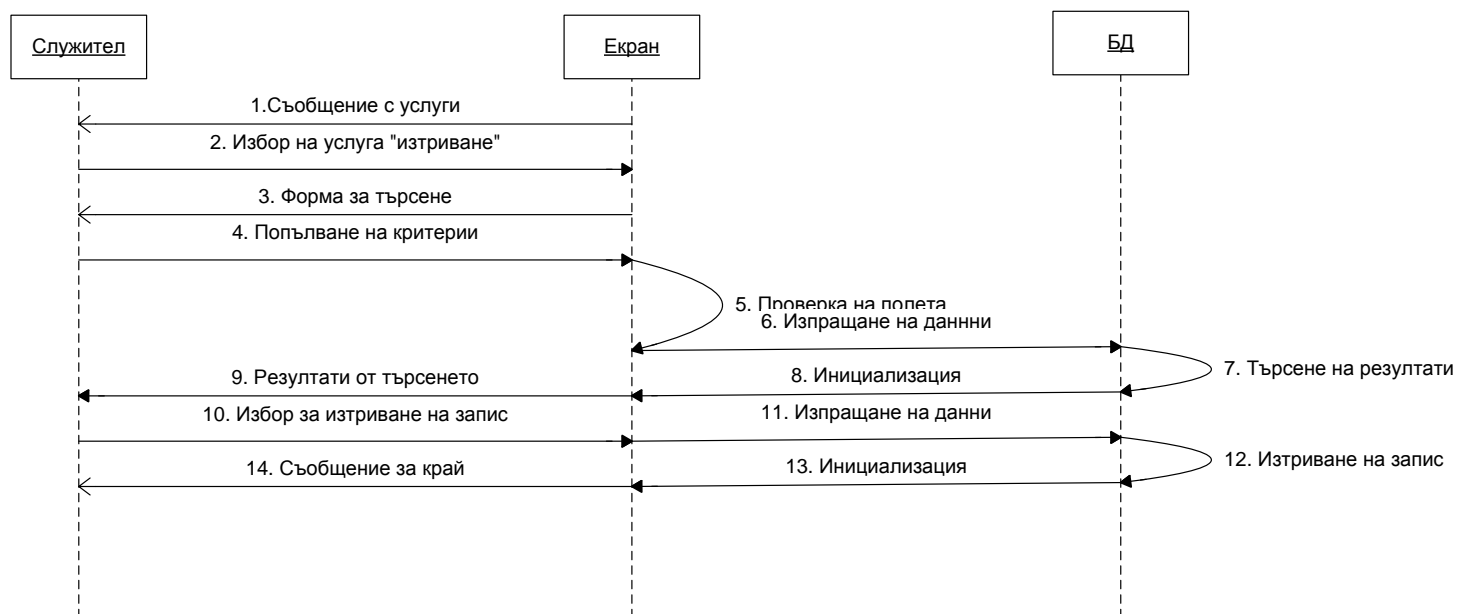 Служител
Екран
БД
1.Съобщение с услуги
2. Избор на услуга "изтриване"
3. Форма за търсене
4. Попълване на критерии
5. Проверка на полета
6. Изпращане на даннни
7. Търсене на резултати
8. Инициализация
9. Резултати от търсенето
10. Избор за изтриване на запис
11. Изпращане на данни
12. Изтриване на запис
13. Инициализация
14. Съобщение за край